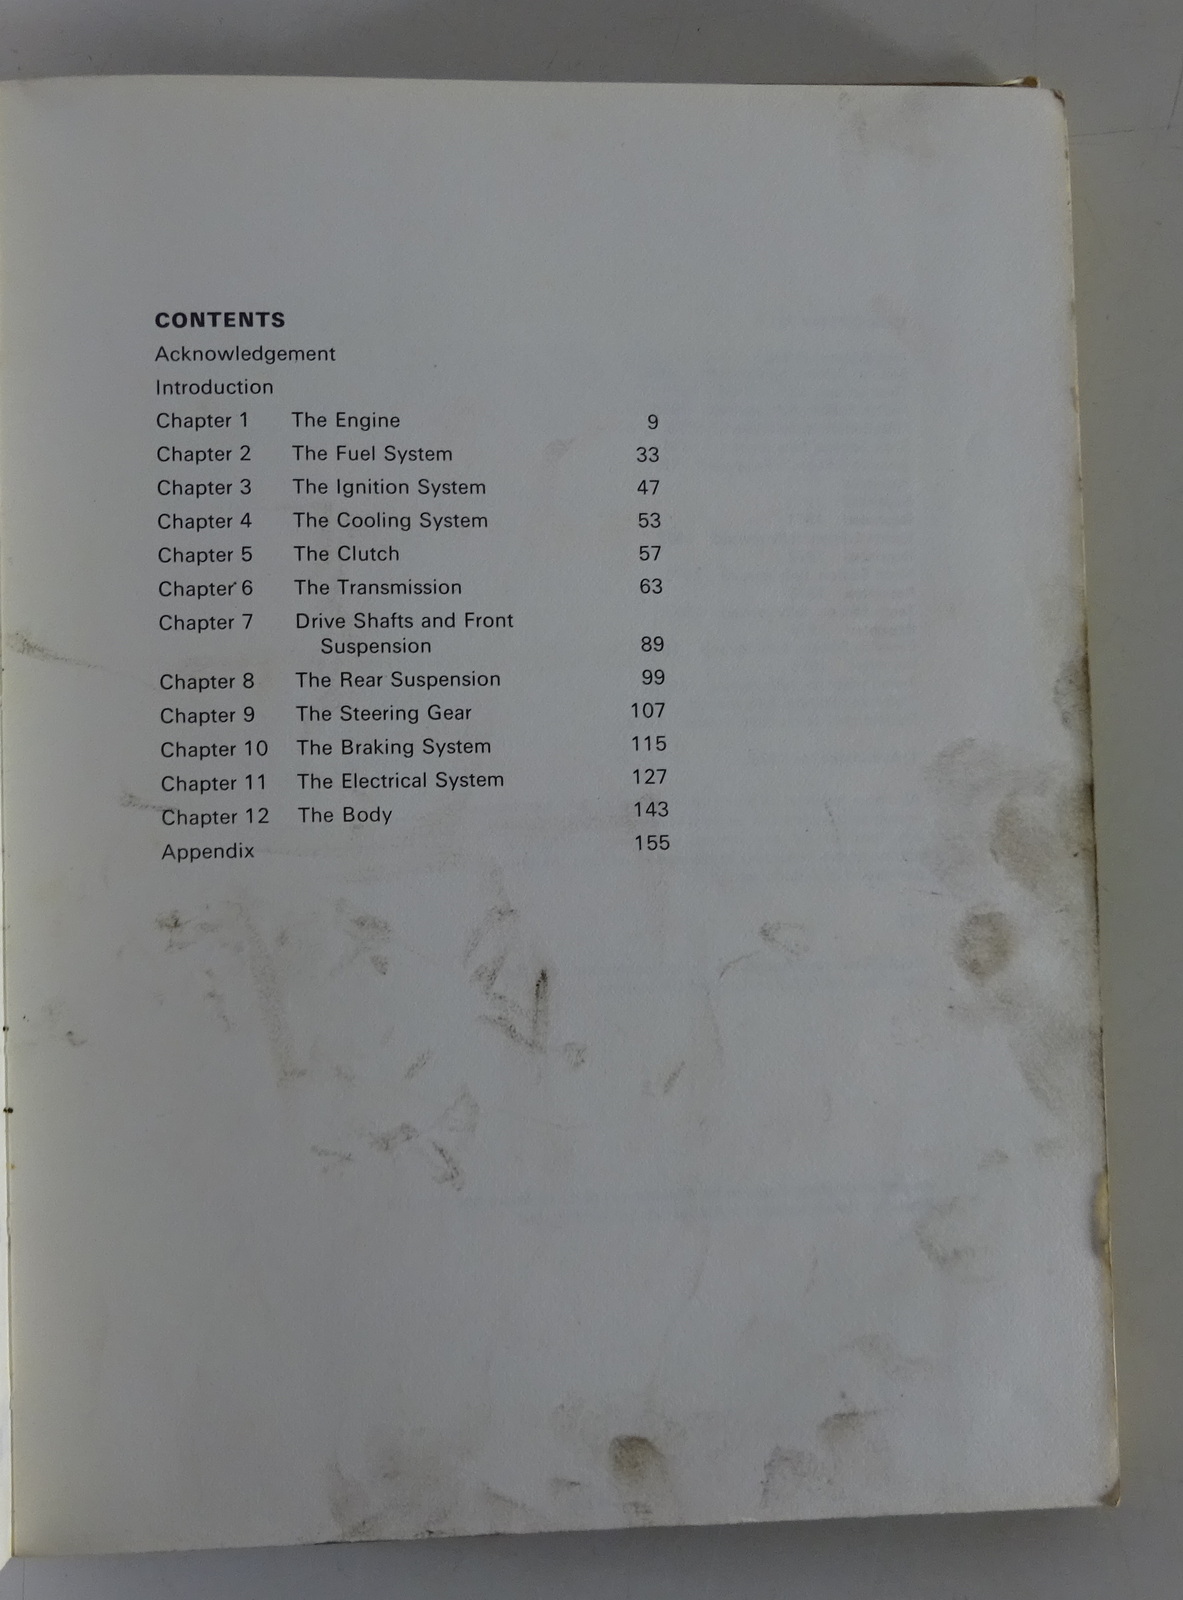 CONTENTS
Acknowledgement
Introduction
Chapter 1 The Engine 9
Chapter 2 The Fuel System 33
Chapter 3 The Ignition System 47
Chapter 4 The Cooling System 53
Chapter 5 The Clutch 57
Chapter 6 The Transmission 63
Chapter 7 Drive Shafts and Front
Suspension 89
Chapter 8 The Rear Suspension 99
Chapter 9 The Steering Gear 107
Chapter 10 The Braking System 115
Chapter 11 The Electrical System 127
Chapter 12 The Body 143
Appendix 155